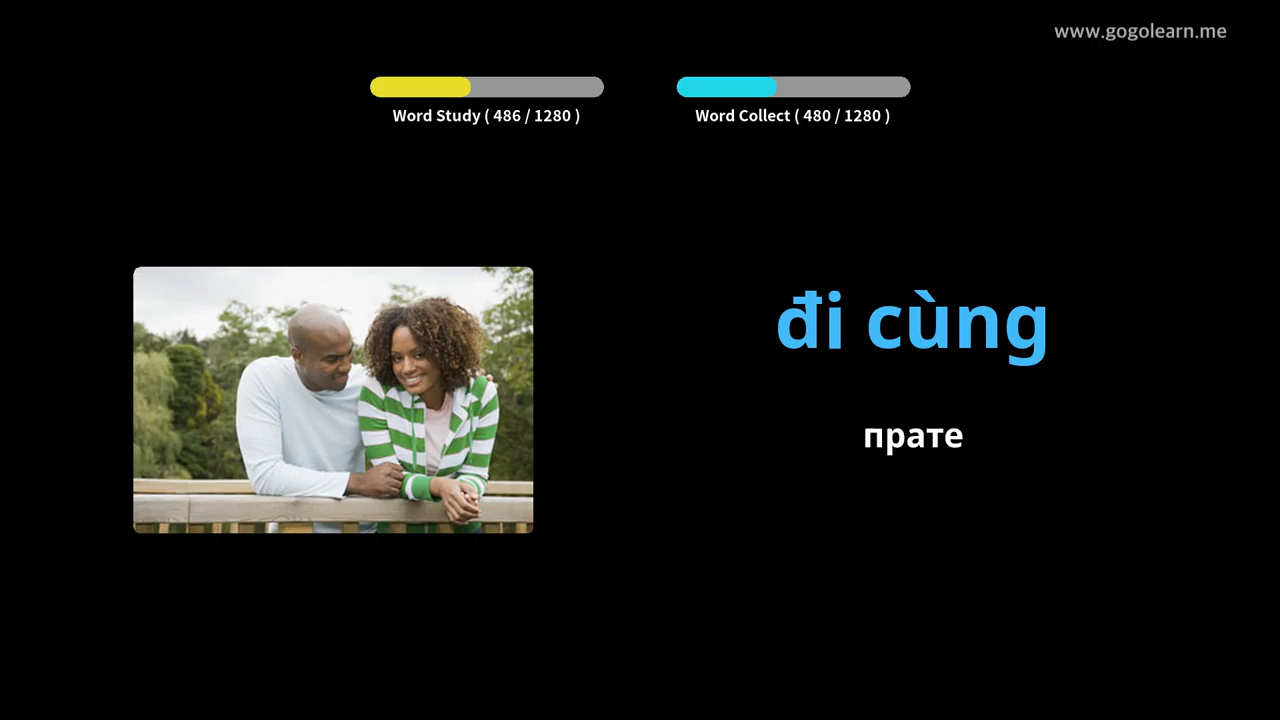 www.gogolearn.me
Word Study ( 486 / 1280 )
Word Collect ( 480 / 1280 )
đi cùng
прате